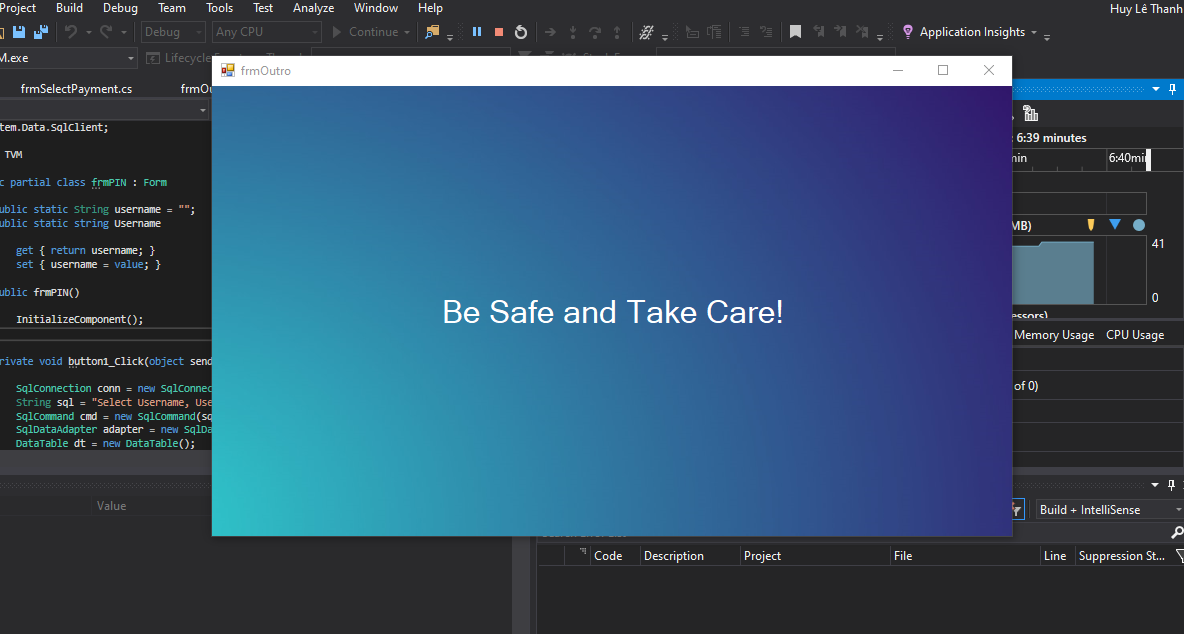 Project Build Debug Team Tools Test Analyze Window Help
Huy Lê Thanh
Debug Any CPU Continue Application Insights
M.exe Lifecycle
frmSelectPayment.cs
frmOutro
tem.Data.SqlClient;
TVM
c partial class frmPIN : Form
ublic static String username = "";
ublic static string Username
get { return username; }
set { username = value; }
ublic frmPIN()
InitializeComponent();
rivate void button1_Click(object send
SqlConnection conn = new SqlConnec
String sql = "Select Username, Use
SqlCommand cmd = new SqlCommand(sq
SqlDataAdapter adapter = new SqlDa
DataTable dt = new DataTable();
Value
Be Safe and Take Care!
: 6:39 minutes
min 6:40min
MB)
41
0
essors)
Memory Usage CPU Usage
of 0)
Build + IntelliSense
Code Description Project File Line Suppression St...